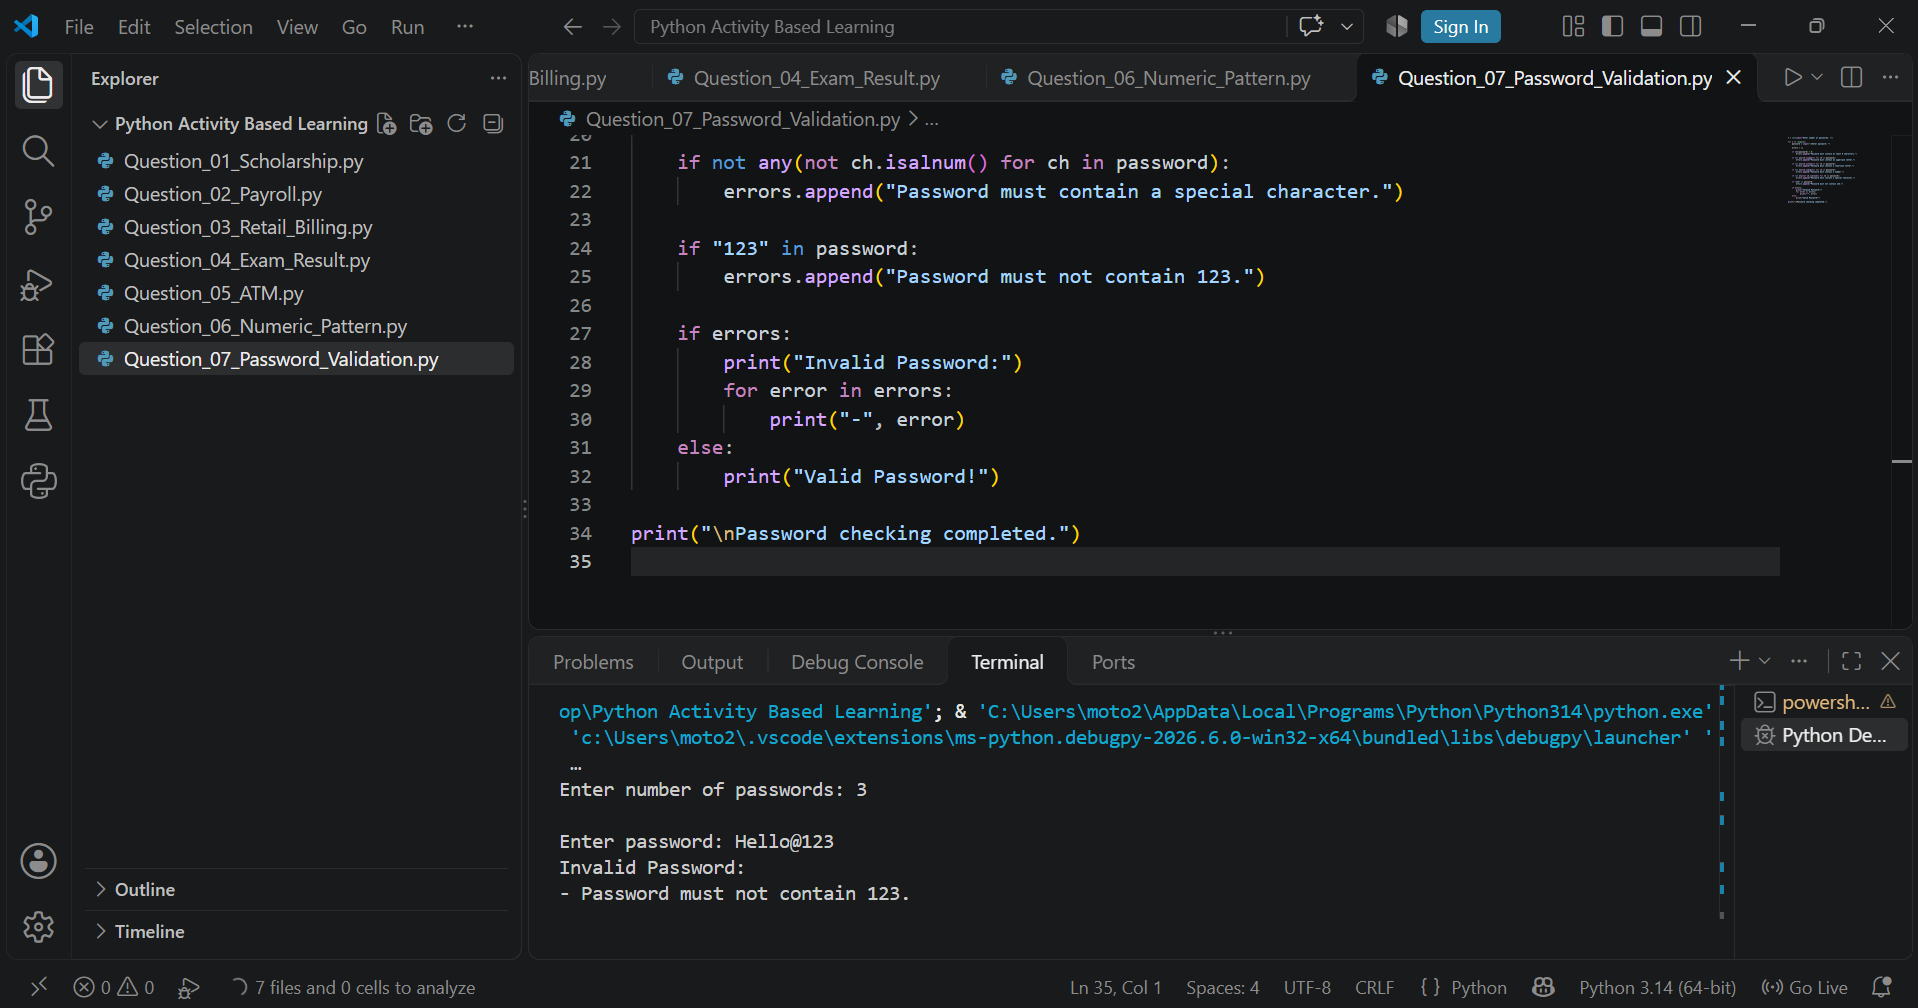 File Edit Selection View Go Run ···
Python Activity Based Learning
Sign In
Explorer
Python Activity Based Learning
Question_01_Scholarship.py
Question_02_Payroll.py
Question_03_Retail_Billing.py
Question_04_Exam_Result.py
Question_05_ATM.py
Question_06_Numeric_Pattern.py
Question_07_Password_Validation.py
Outline
Timeline
Billing.py Question_04_Exam_Result.py Question_06_Numeric_Pattern.py Question_07_Password_Validation.py
Question_07_Password_Validation.py > ...
20
21 if not any(not ch.isalnum() for ch in password):
22 errors.append("Password must contain a special character.")
23
24 if "123" in password:
25 errors.append("Password must not contain 123.")
26
27 if errors:
28 print("Invalid Password:")
29 for error in errors:
30 print("-", error)
31 else:
32 print("Valid Password!")
33
34 print("\nPassword checking completed.")
35
Problems Output Debug Console Terminal Ports
op\Python Activity Based Learning'; & 'C:\Users\moto2\AppData\Local\Programs\Python\Python314\python.exe'
'c:\Users\moto2\.vscode\extensions\ms-python.debugpy-2026.6.0-win32-x64\bundled\libs\debugpy\launcher' '
…
Enter number of passwords: 3
Enter password: Hello@123
Invalid Password:
- Password must not contain 123.
powersh...
Python De...
0 0 7 files and 0 cells to analyze
Ln 35, Col 1 Spaces: 4 UTF-8 CRLF { } Python Python 3.14 (64-bit) Go Live